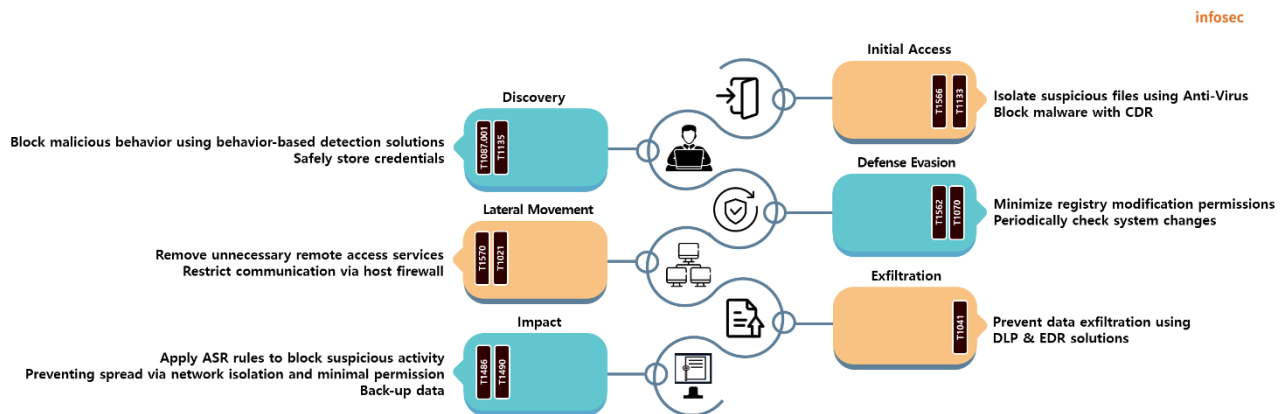 infosec
Initial Access
T1566
T1133
Isolate suspicious files using Anti-Virus
Block malware with CDR
Discovery
T1087.001
T1135
Block malicious behavior using behavior-based detection solutions
Safely store credentials
Defense Evasion
T1562
T1070
Minimize registry modification permissions
Periodically check system changes
Lateral Movement
T1570
T1021
Remove unnecessary remote access services
Restrict communication via host firewall
Exfiltration
T1041
Prevent data exfiltration using
DLP & EDR solutions
Impact
T1486
T1490
Apply ASR rules to block suspicious activity
Preventing spread via network isolation and minimal permission
Back-up data